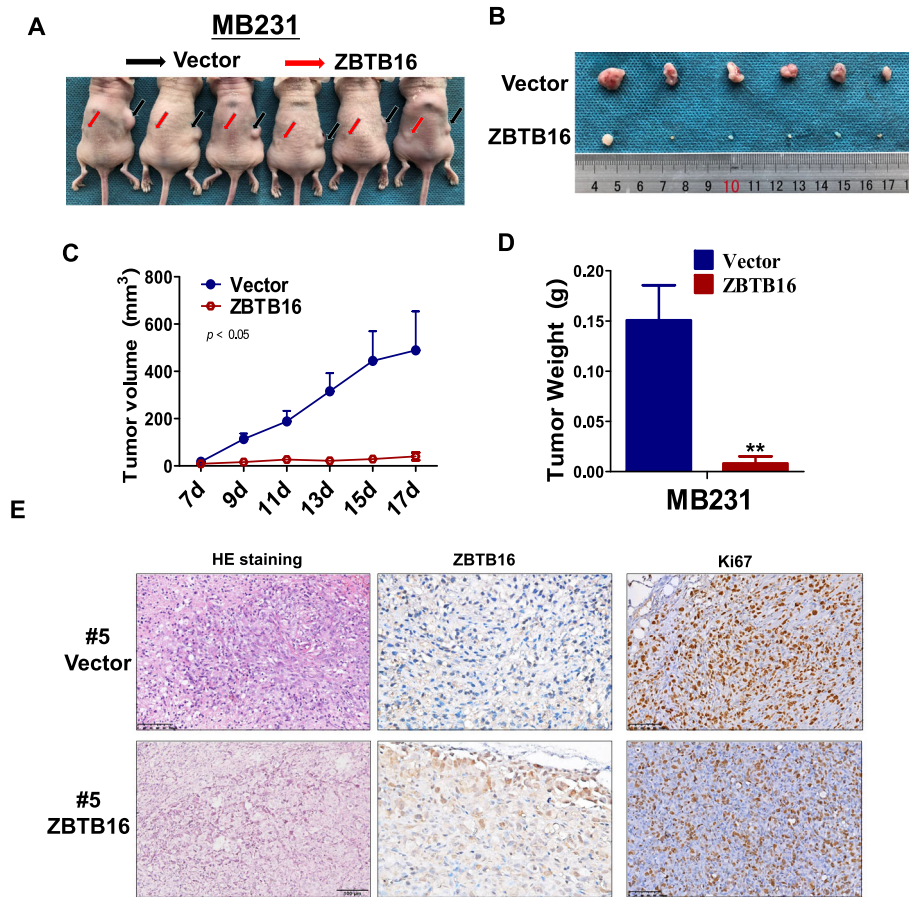 A
MB231
Vector
ZBTB16
B
Vector
ZBTB16
4 5 6 7 8 9 10 11 12 13 14 15 16 17
C
Tumor volume (mm³)
800
600
400
200
0
Vector
ZBTB16
p < 0.05
7d 9d 11d 13d 15d 17d
D
Tumor Weight (g)
0.20
0.15
0.10
0.05
0.00
Vector
ZBTB16
**
MB231
E
HE staining
ZBTB16
Ki67
#5
Vector
#5
ZBTB16